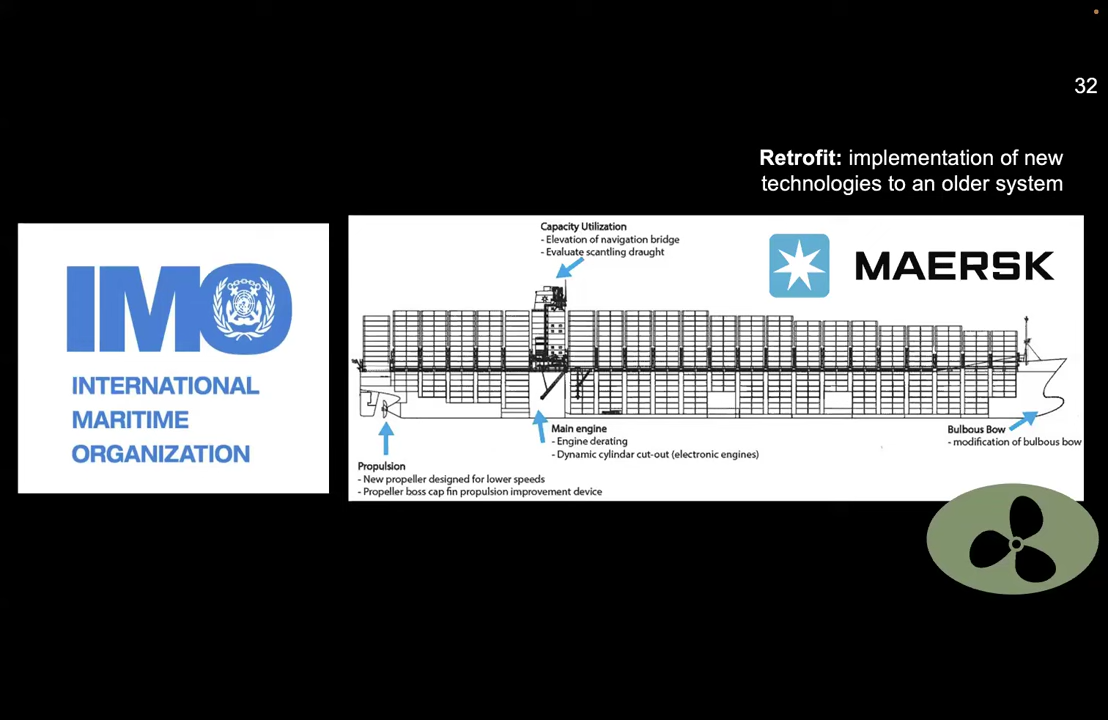 32
Retrofit: implementation of new
technologies to an older system
IMO
INTERNATIONAL
MARITIME
ORGANIZATION
Capacity Utilization
- Elevation of navigation bridge
- Evaluate scantling draught
MAERSK
Main engine
- Engine derating
- Dynamic cylindar cut-out (electronic engines)
Bulbous Bow
- modification of bulbous bow
Propulsion
- New propeller designed for lower speeds
- Propeller boss cap fin propulsion improvement device